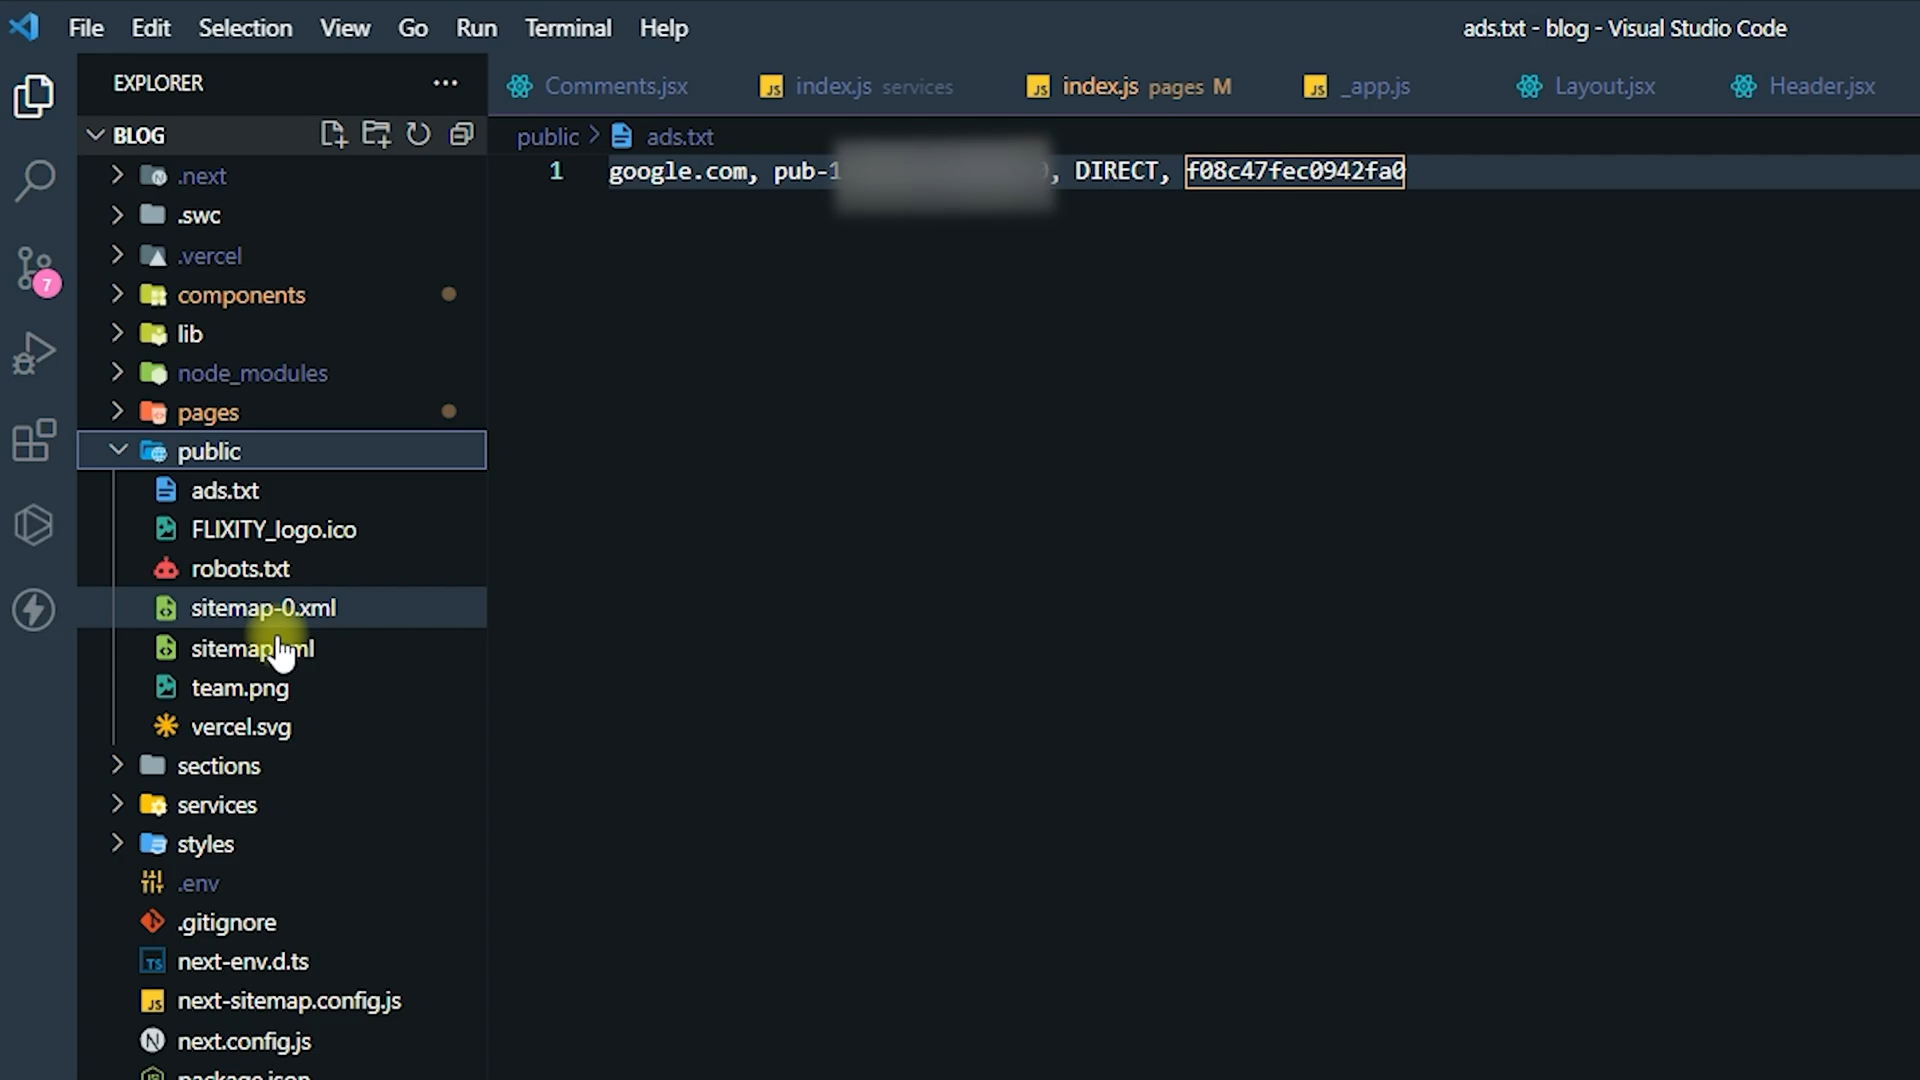 File Edit Selection View Go Run Terminal Help ads.txt - blog - Visual Studio Code
EXPLORER
Comments.jsx index.js services index.js pages M _app.js Layout.jsx Header.jsx
BLOG
public > ads.txt
1 google.com, pub-1 , DIRECT, f08c47fec0942fa0
.next
.swc
.vercel
7
components
lib
node_modules
pages
public
ads.txt
FLIXITY_logo.ico
robots.txt
sitemap-0.xml
sitemap.xml
team.png
vercel.svg
sections
services
styles
.env
.gitignore
next-env.d.ts
next-sitemap.config.js
next.config.js
package.json